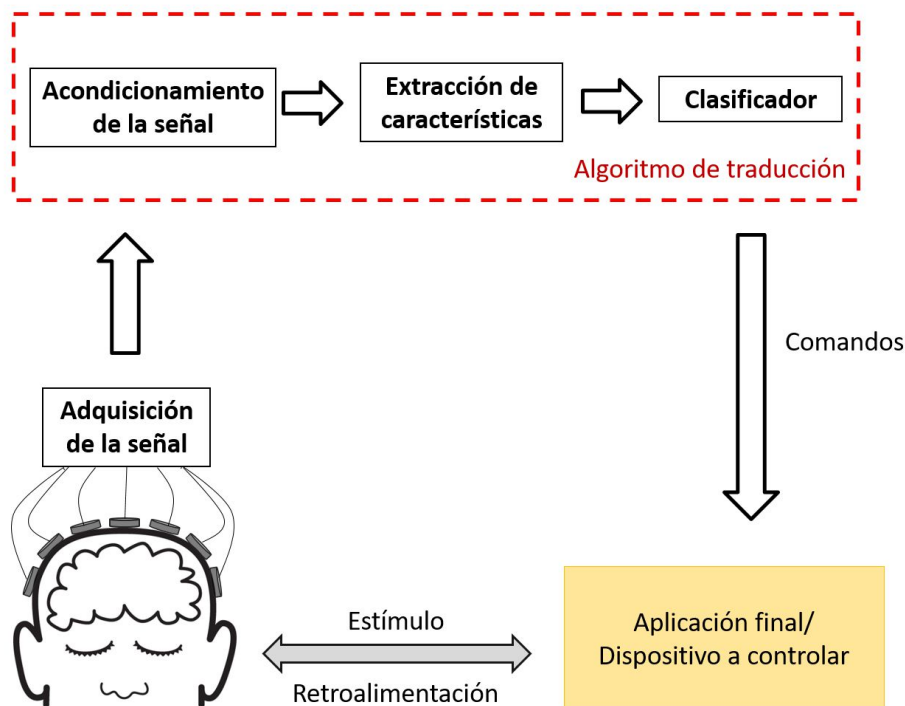 Acondicionamiento
de la señal
Extracción de
características
Clasificador
Algoritmo de traducción
Comandos
Adquisición
de la señal
Estímulo
Retroalimentación
Aplicación final/
Dispositivo a controlar